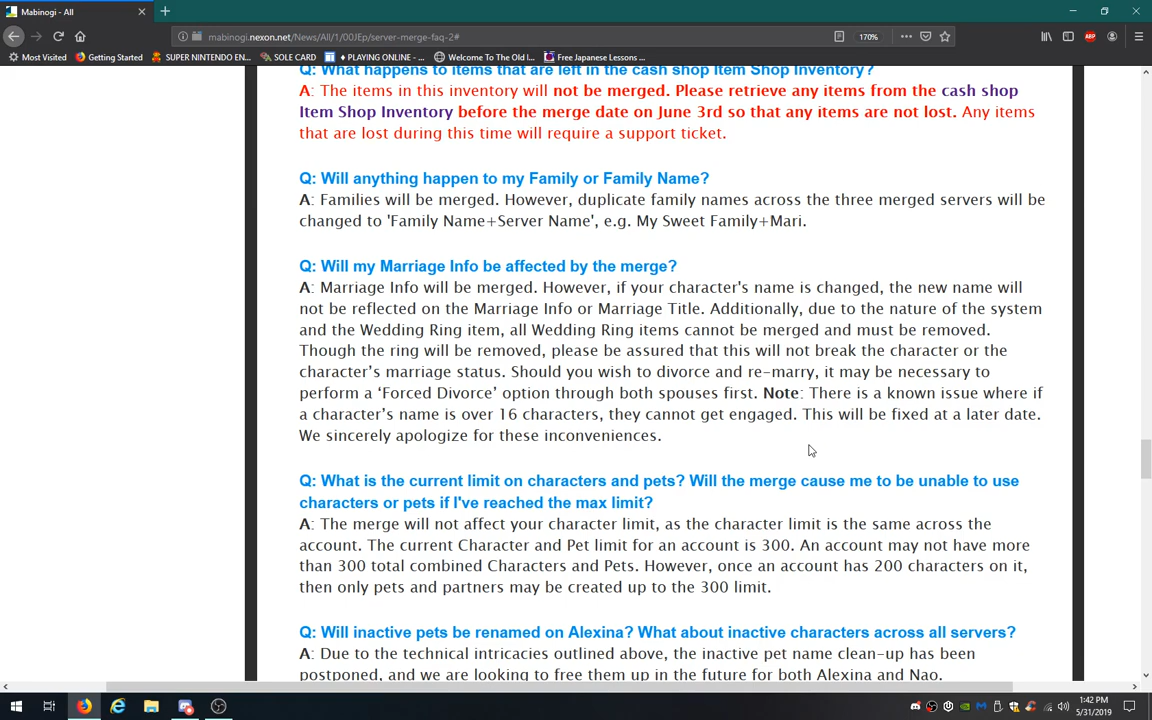 Mabinogi - All
mabinogi.nexon.net/News/All/1/00JEp/server-merge-faq-2#
170%
Most Visited
Getting Started
SUPER NINTENDO EN...
SOLE CARD
♦ PLAYING ONLINE - ...
Welcome To The Old I...
Free Japanese Lessons ...
Q: What happens to items that are left in the cash shop Item Shop Inventory?
A: The items in this inventory will not be merged. Please retrieve any items from the cash shop
Item Shop Inventory before the merge date on June 3rd so that any items are not lost. Any items
that are lost during this time will require a support ticket.
Q: Will anything happen to my Family or Family Name?
A: Families will be merged. However, duplicate family names across the three merged servers will be
changed to 'Family Name+Server Name', e.g. My Sweet Family+Mari.
Q: Will my Marriage Info be affected by the merge?
A: Marriage Info will be merged. However, if your character's name is changed, the new name will
not be reflected on the Marriage Info or Marriage Title. Additionally, due to the nature of the system
and the Wedding Ring item, all Wedding Ring items cannot be merged and must be removed.
Though the ring will be removed, please be assured that this will not break the character or the
character's marriage status. Should you wish to divorce and re-marry, it may be necessary to
perform a ‘Forced Divorce’ option through both spouses first. Note: There is a known issue where if
a character's name is over 16 characters, they cannot get engaged. This will be fixed at a later date.
We sincerely apologize for these inconveniences.
Q: What is the current limit on characters and pets? Will the merge cause me to be unable to use
characters or pets if I've reached the max limit?
A: The merge will not affect your character limit, as the character limit is the same across the
account. The current Character and Pet limit for an account is 300. An account may not have more
than 300 total combined Characters and Pets. However, once an account has 200 characters on it,
then only pets and partners may be created up to the 300 limit.
Q: Will inactive pets be renamed on Alexina? What about inactive characters across all servers?
A: Due to the technical intricacies outlined above, the inactive pet name clean-up has been
postponed, and we are looking to free them up in the future for both Alexina and Nao.
1:42 PM
5/31/2019